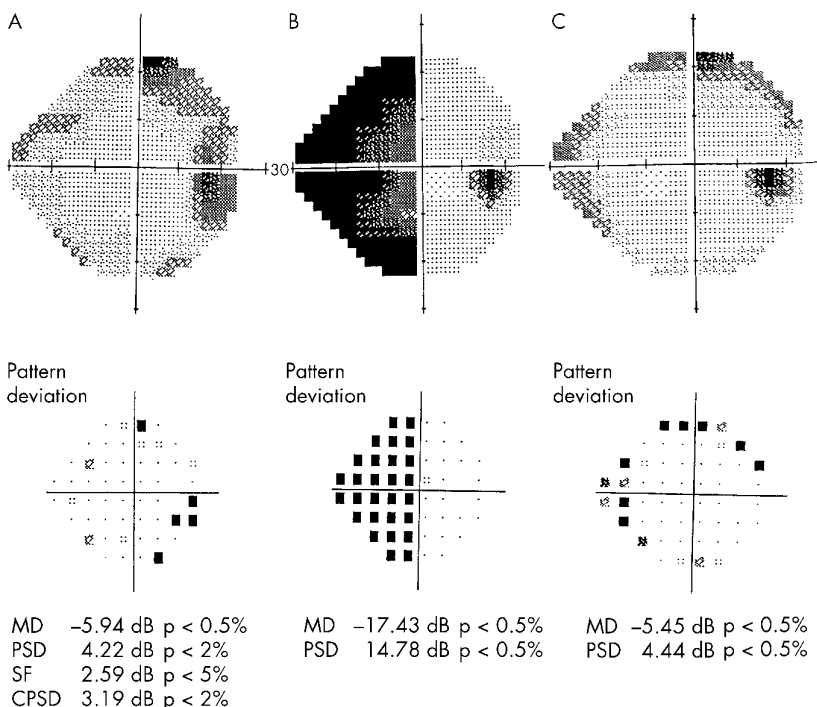 A
B
C
30
Pattern
deviation
Pattern
deviation
Pattern
deviation
MD –5.94 dB p < 0.5%
PSD 4.22 dB p < 2%
SF 2.59 dB p < 5%
CPSD 3.19 dB p < 2%
MD –17.43 dB p < 0.5%
PSD 14.78 dB p < 0.5%
MD –5.45 dB p < 0.5%
PSD 4.44 dB p < 0.5%